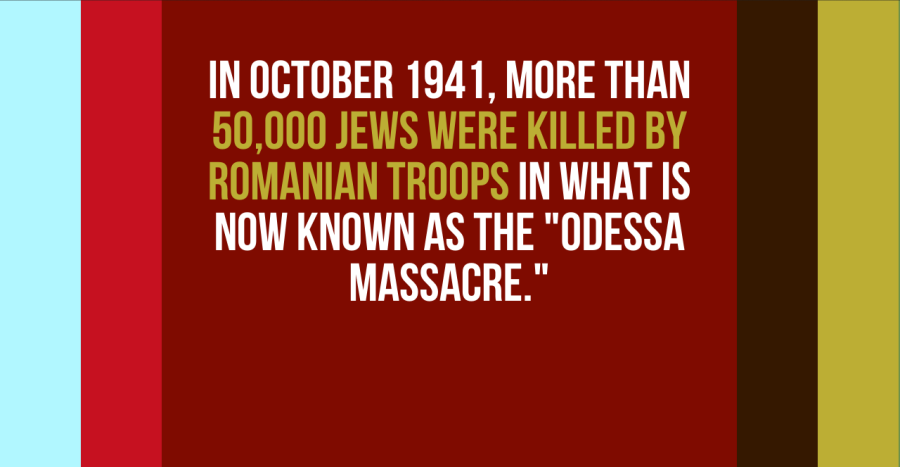 IN OCTOBER 1941, MORE THAN
50,000 JEWS WERE KILLED BY
ROMANIAN TROOPS IN WHAT IS
NOW KNOWN AS THE "ODESSA
MASSACRE."